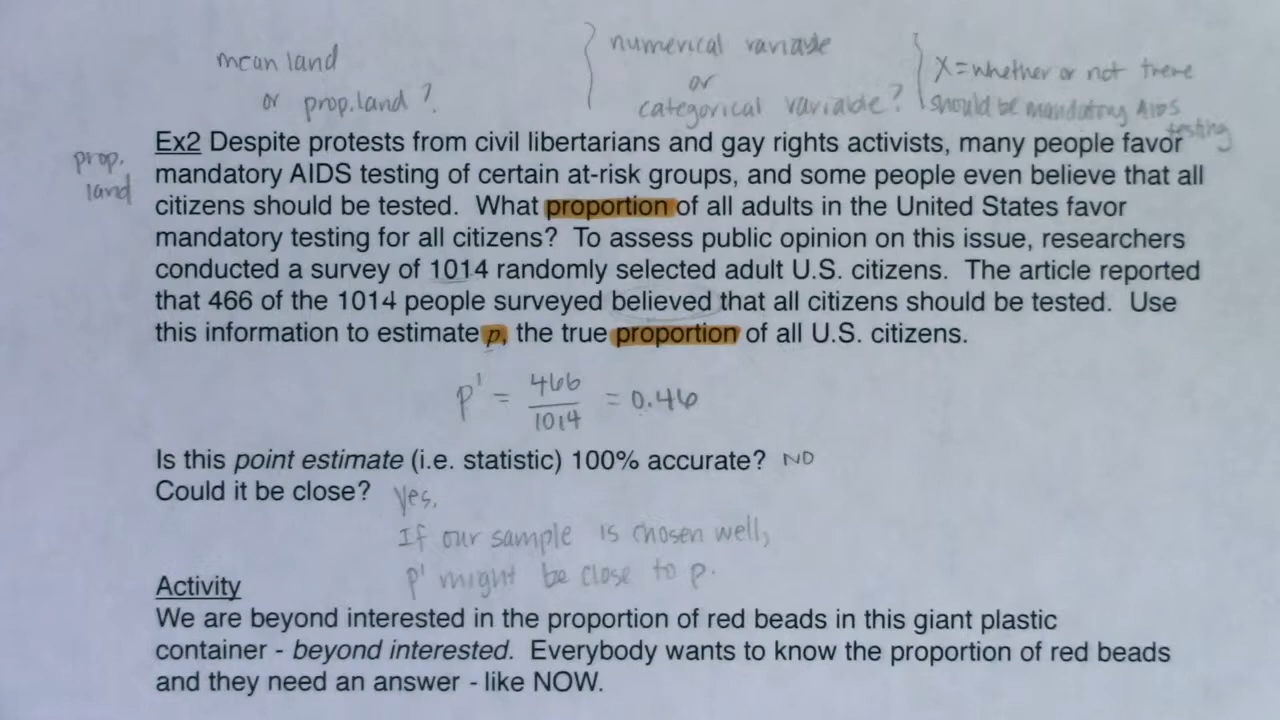 mean land
or prop. land?
numerical variable
or
categorical variable?
X = whether or not there
should be mandatory AIDS
testing
prop.
land
Ex2 Despite protests from civil libertarians and gay rights activists, many people favor
mandatory AIDS testing of certain at-risk groups, and some people even believe that all
citizens should be tested. What proportion of all adults in the United States favor
mandatory testing for all citizens? To assess public opinion on this issue, researchers
conducted a survey of 1014 randomly selected adult U.S. citizens. The article reported
that 466 of the 1014 people surveyed believed that all citizens should be tested. Use
this information to estimate p, the true proportion of all U.S. citizens.
p' = 466/1014 = 0.46
Is this point estimate (i.e. statistic) 100% accurate? NO
Could it be close? Yes.
If our sample is chosen well,
p' might be close to p.
Activity
We are beyond interested in the proportion of red beads in this giant plastic
container - beyond interested. Everybody wants to know the proportion of red beads
and they need an answer - like NOW.